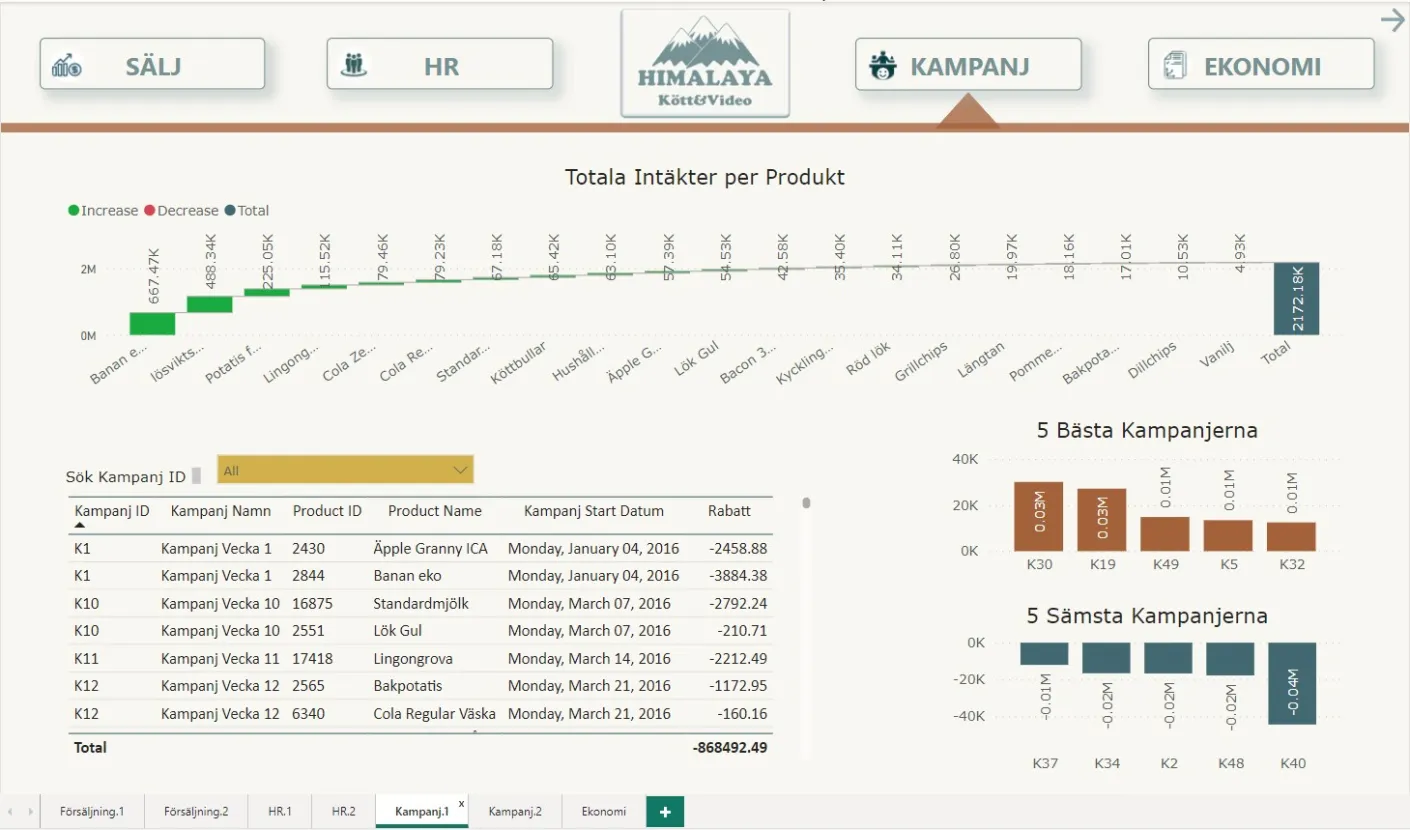 SÄLJ
HR
HIMALAYA
Kött&Video
KAMPANJ
EKONOMI
Totala Intäkter per Produkt
Increase Decrease Total
667.47K 488.34K 225.05K 115.52K 79.46K 79.23K 67.18K 65.42K 63.10K 57.39K 54.53K 42.58K 35.40K 34.11K 26.80K 19.97K 18.16K 17.01K 10.53K 4.93K 2172.18K
2M
0M
Banan e... lösvikts... Potatis f... Lingong... Cola Ze... Cola Re... Standar... Köttbullar Hushåll... Äpple G... Lök Gul Bacon 3... Kyckling... Röd lök Grillchips Långtan Pomme... Bakpota... Dillchips Vanilj Total
Sök Kampanj ID All
Kampanj ID Kampanj Namn Product ID Product Name Kampanj Start Datum Rabatt
K1 Kampanj Vecka 1 2430 Äpple Granny ICA Monday, January 04, 2016 -2458.88
K1 Kampanj Vecka 1 2844 Banan eko Monday, January 04, 2016 -3884.38
K10 Kampanj Vecka 10 16875 Standardmjölk Monday, March 07, 2016 -2792.24
K10 Kampanj Vecka 10 2551 Lök Gul Monday, March 07, 2016 -210.71
K11 Kampanj Vecka 11 17418 Lingongrova Monday, March 14, 2016 -2212.49
K12 Kampanj Vecka 12 2565 Bakpotatis Monday, March 21, 2016 -1172.95
K12 Kampanj Vecka 12 6340 Cola Regular Väska Monday, March 21, 2016 -160.16
Total -868492.49
5 Bästa Kampanjerna
40K
20K
0K
0.03M 0.03M 0.01M 0.01M 0.01M
K30 K19 K49 K5 K32
5 Sämsta Kampanjerna
0K
-20K
-40K
-0.01M -0.02M -0.02M -0.02M -0.04M
K37 K34 K2 K48 K40
Försäljning.1 Försäljning.2 HR.1 HR.2 Kampanj.1 x Kampanj.2 Ekonomi +